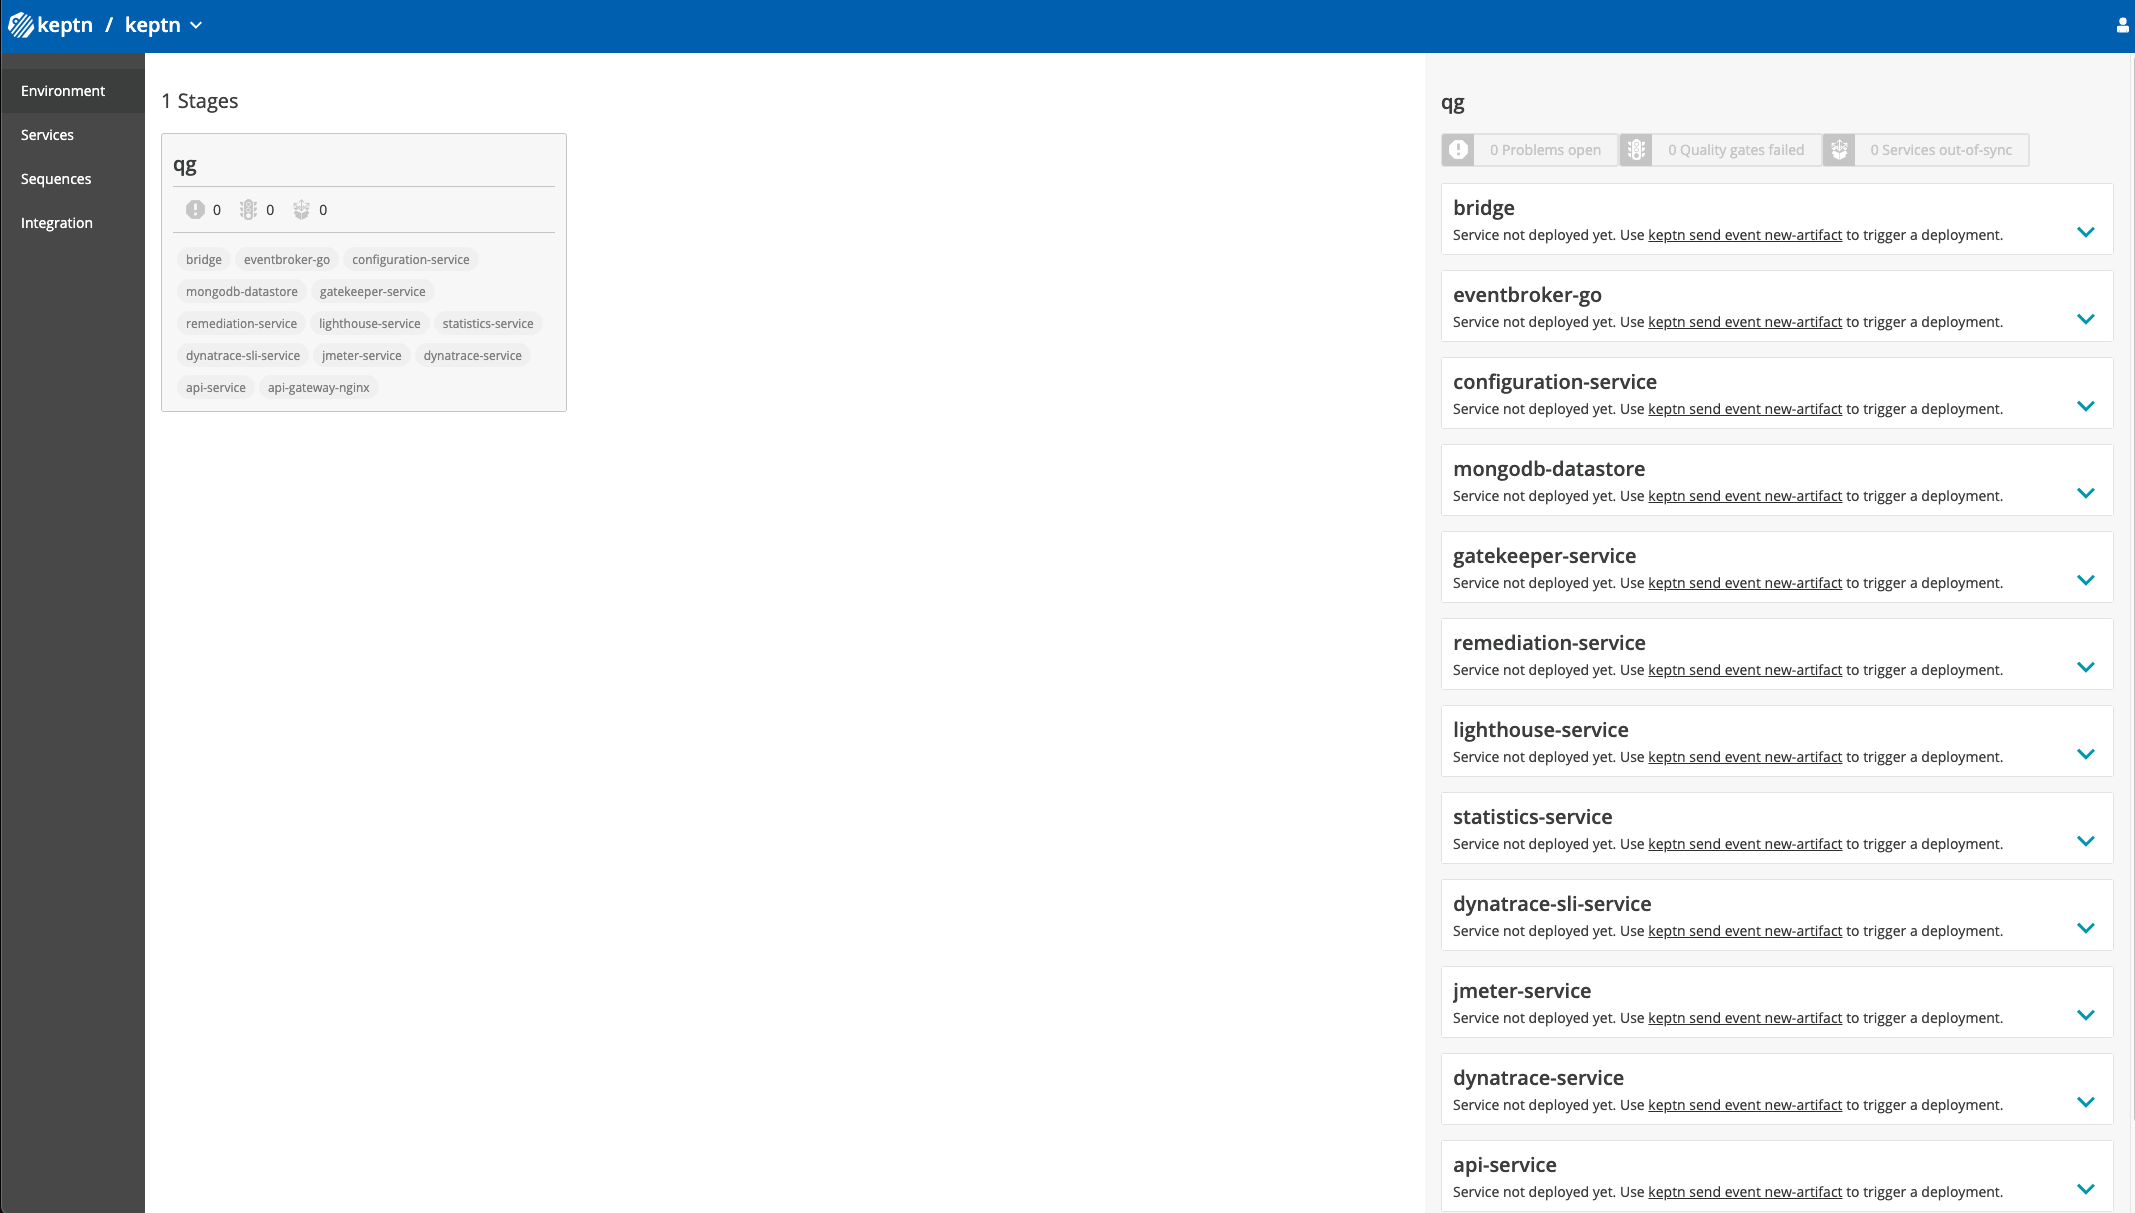 keptn / keptn
Environment
Services
Sequences
Integration
1 Stages
qg
0 0 0
bridge eventbroker-go configuration-service
mongodb-datastore gatekeeper-service
remediation-service lighthouse-service statistics-service
dynatrace-sli-service jmeter-service dynatrace-service
api-service api-gateway-nginx
qg
0 Problems open 0 Quality gates failed 0 Services out-of-sync
bridge
Service not deployed yet. Use keptn send event new-artifact to trigger a deployment.
eventbroker-go
Service not deployed yet. Use keptn send event new-artifact to trigger a deployment.
configuration-service
Service not deployed yet. Use keptn send event new-artifact to trigger a deployment.
mongodb-datastore
Service not deployed yet. Use keptn send event new-artifact to trigger a deployment.
gatekeeper-service
Service not deployed yet. Use keptn send event new-artifact to trigger a deployment.
remediation-service
Service not deployed yet. Use keptn send event new-artifact to trigger a deployment.
lighthouse-service
Service not deployed yet. Use keptn send event new-artifact to trigger a deployment.
statistics-service
Service not deployed yet. Use keptn send event new-artifact to trigger a deployment.
dynatrace-sli-service
Service not deployed yet. Use keptn send event new-artifact to trigger a deployment.
jmeter-service
Service not deployed yet. Use keptn send event new-artifact to trigger a deployment.
dynatrace-service
Service not deployed yet. Use keptn send event new-artifact to trigger a deployment.
api-service
Service not deployed yet. Use keptn send event new-artifact to trigger a deployment.